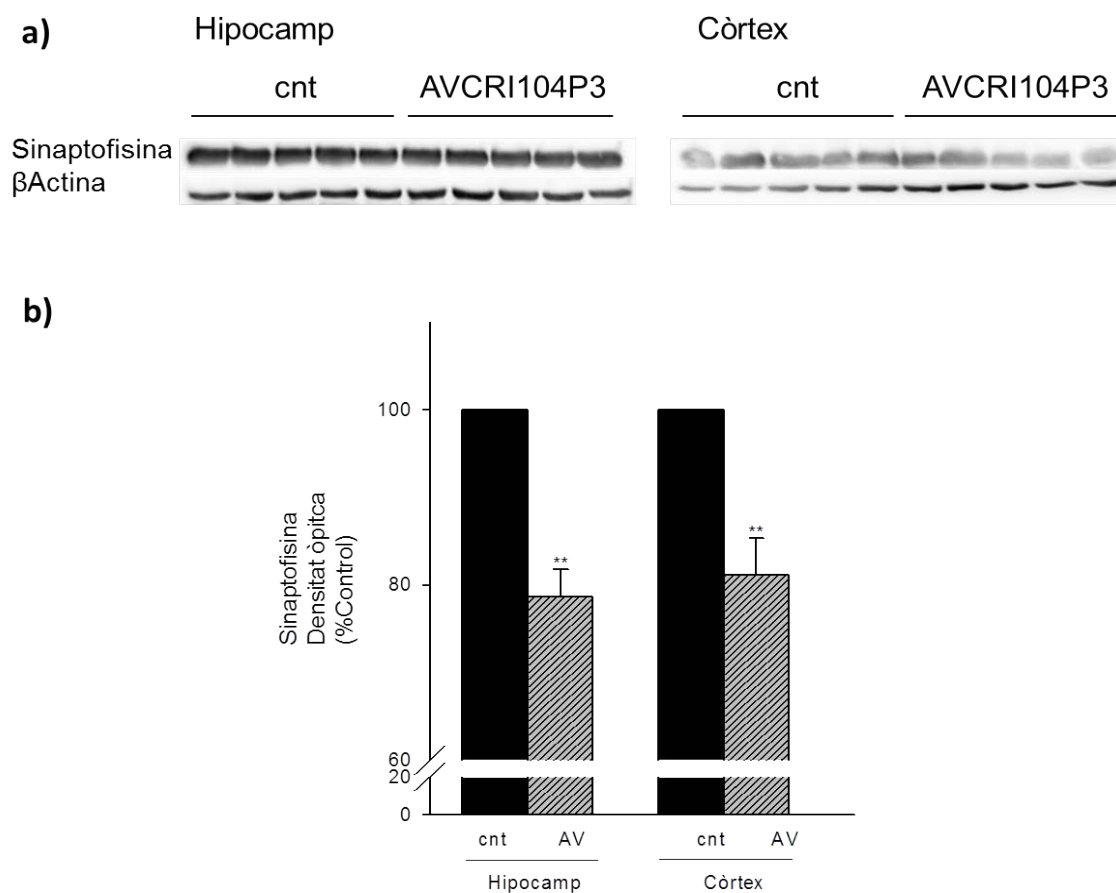 a)
Hipocamp
Còrtex
cnt
AVCRI104P3
cnt
AVCRI104P3
Sinaptofisina
βActina
b)
Sinaptofisina
Densitat òpitca
(%Control)
100
80
60
20
0
**
**
cnt
AV
cnt
AV
Hipocamp
Còrtex